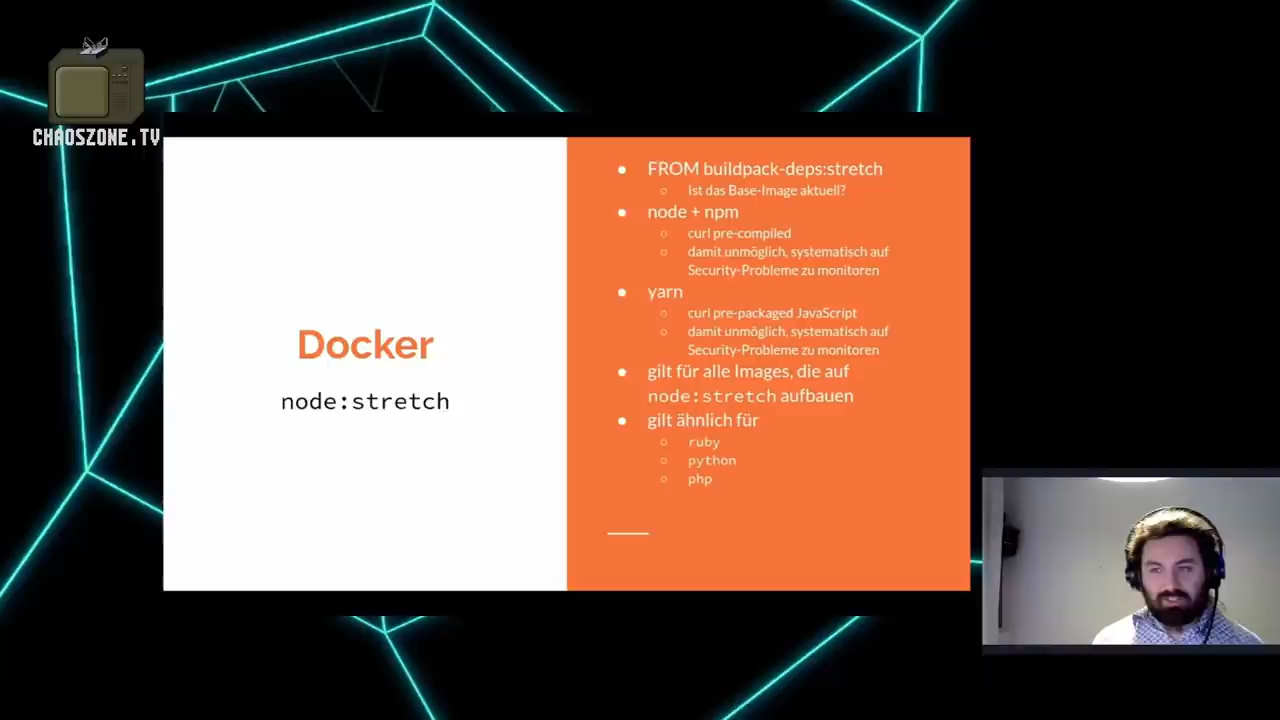 CHAOSZONE.TV
Docker
node:stretch
FROM buildpack-deps:stretch
Ist das Base-Image aktuell?
node + npm
curl pre-compiled
damit unmöglich, systematisch auf
Security-Probleme zu monitoren
yarn
curl pre-packaged JavaScript
damit unmöglich, systematisch auf
Security-Probleme zu monitoren
gilt für alle Images, die auf
node:stretch aufbauen
gilt ähnlich für
ruby
python
php